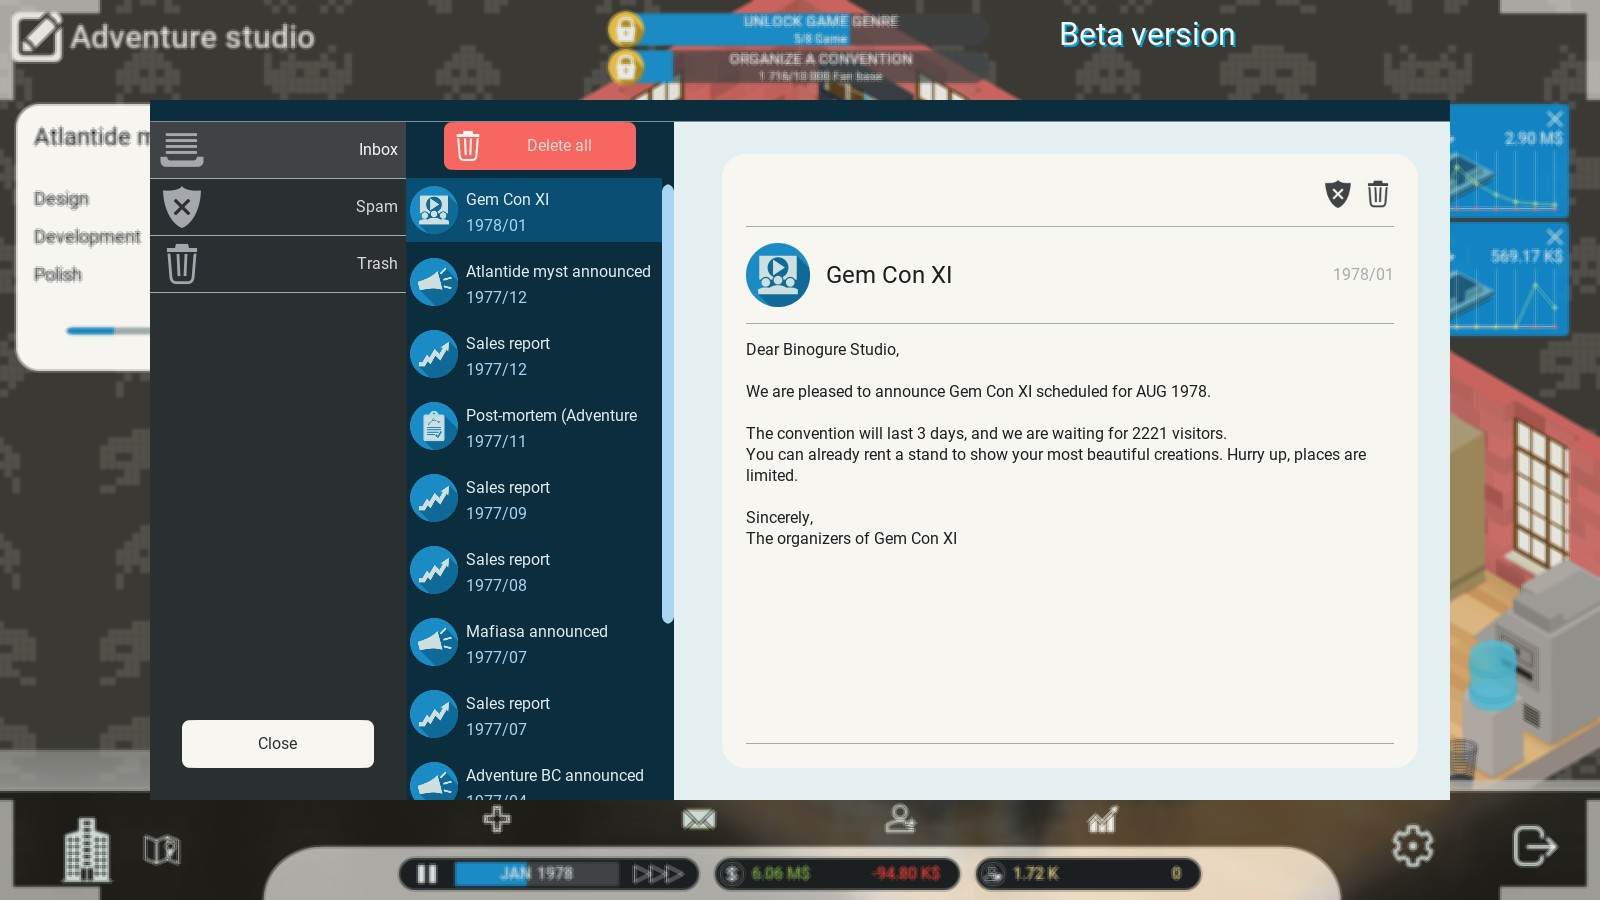 Adventure studio
UNLOCK GAME GENRE
5/8 Game
ORGANIZE A CONVENTION
1 716/10 000 Fan base
Beta version
Atlantide m
Design
Development
Polish
2.90 M$
569.17 K$
Inbox
Spam
Trash
Close
Delete all
Gem Con XI
1978/01
Atlantide myst announced
1977/12
Sales report
1977/12
Post-mortem (Adventure
1977/11
Sales report
1977/09
Sales report
1977/08
Mafiasa announced
1977/07
Sales report
1977/07
Adventure BC announced
1977/04
Gem Con XI
1978/01
Dear Binogure Studio,
We are pleased to announce Gem Con XI scheduled for AUG 1978.
The convention will last 3 days, and we are waiting for 2221 visitors.
You can already rent a stand to show your most beautiful creations. Hurry up, places are
limited.
Sincerely,
The organizers of Gem Con XI
JAN 1978
6.06 M$
-94.80 K$
1.72 K
0